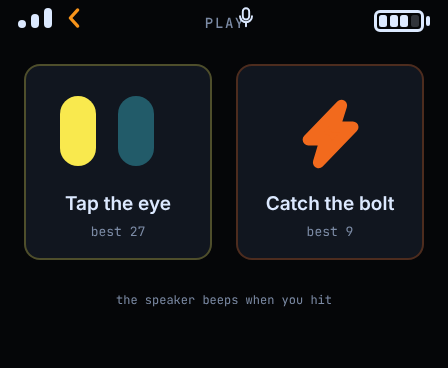 PLAY
Tap the eye
best 27
Catch the bolt
best 9
the speaker beeps when you hit